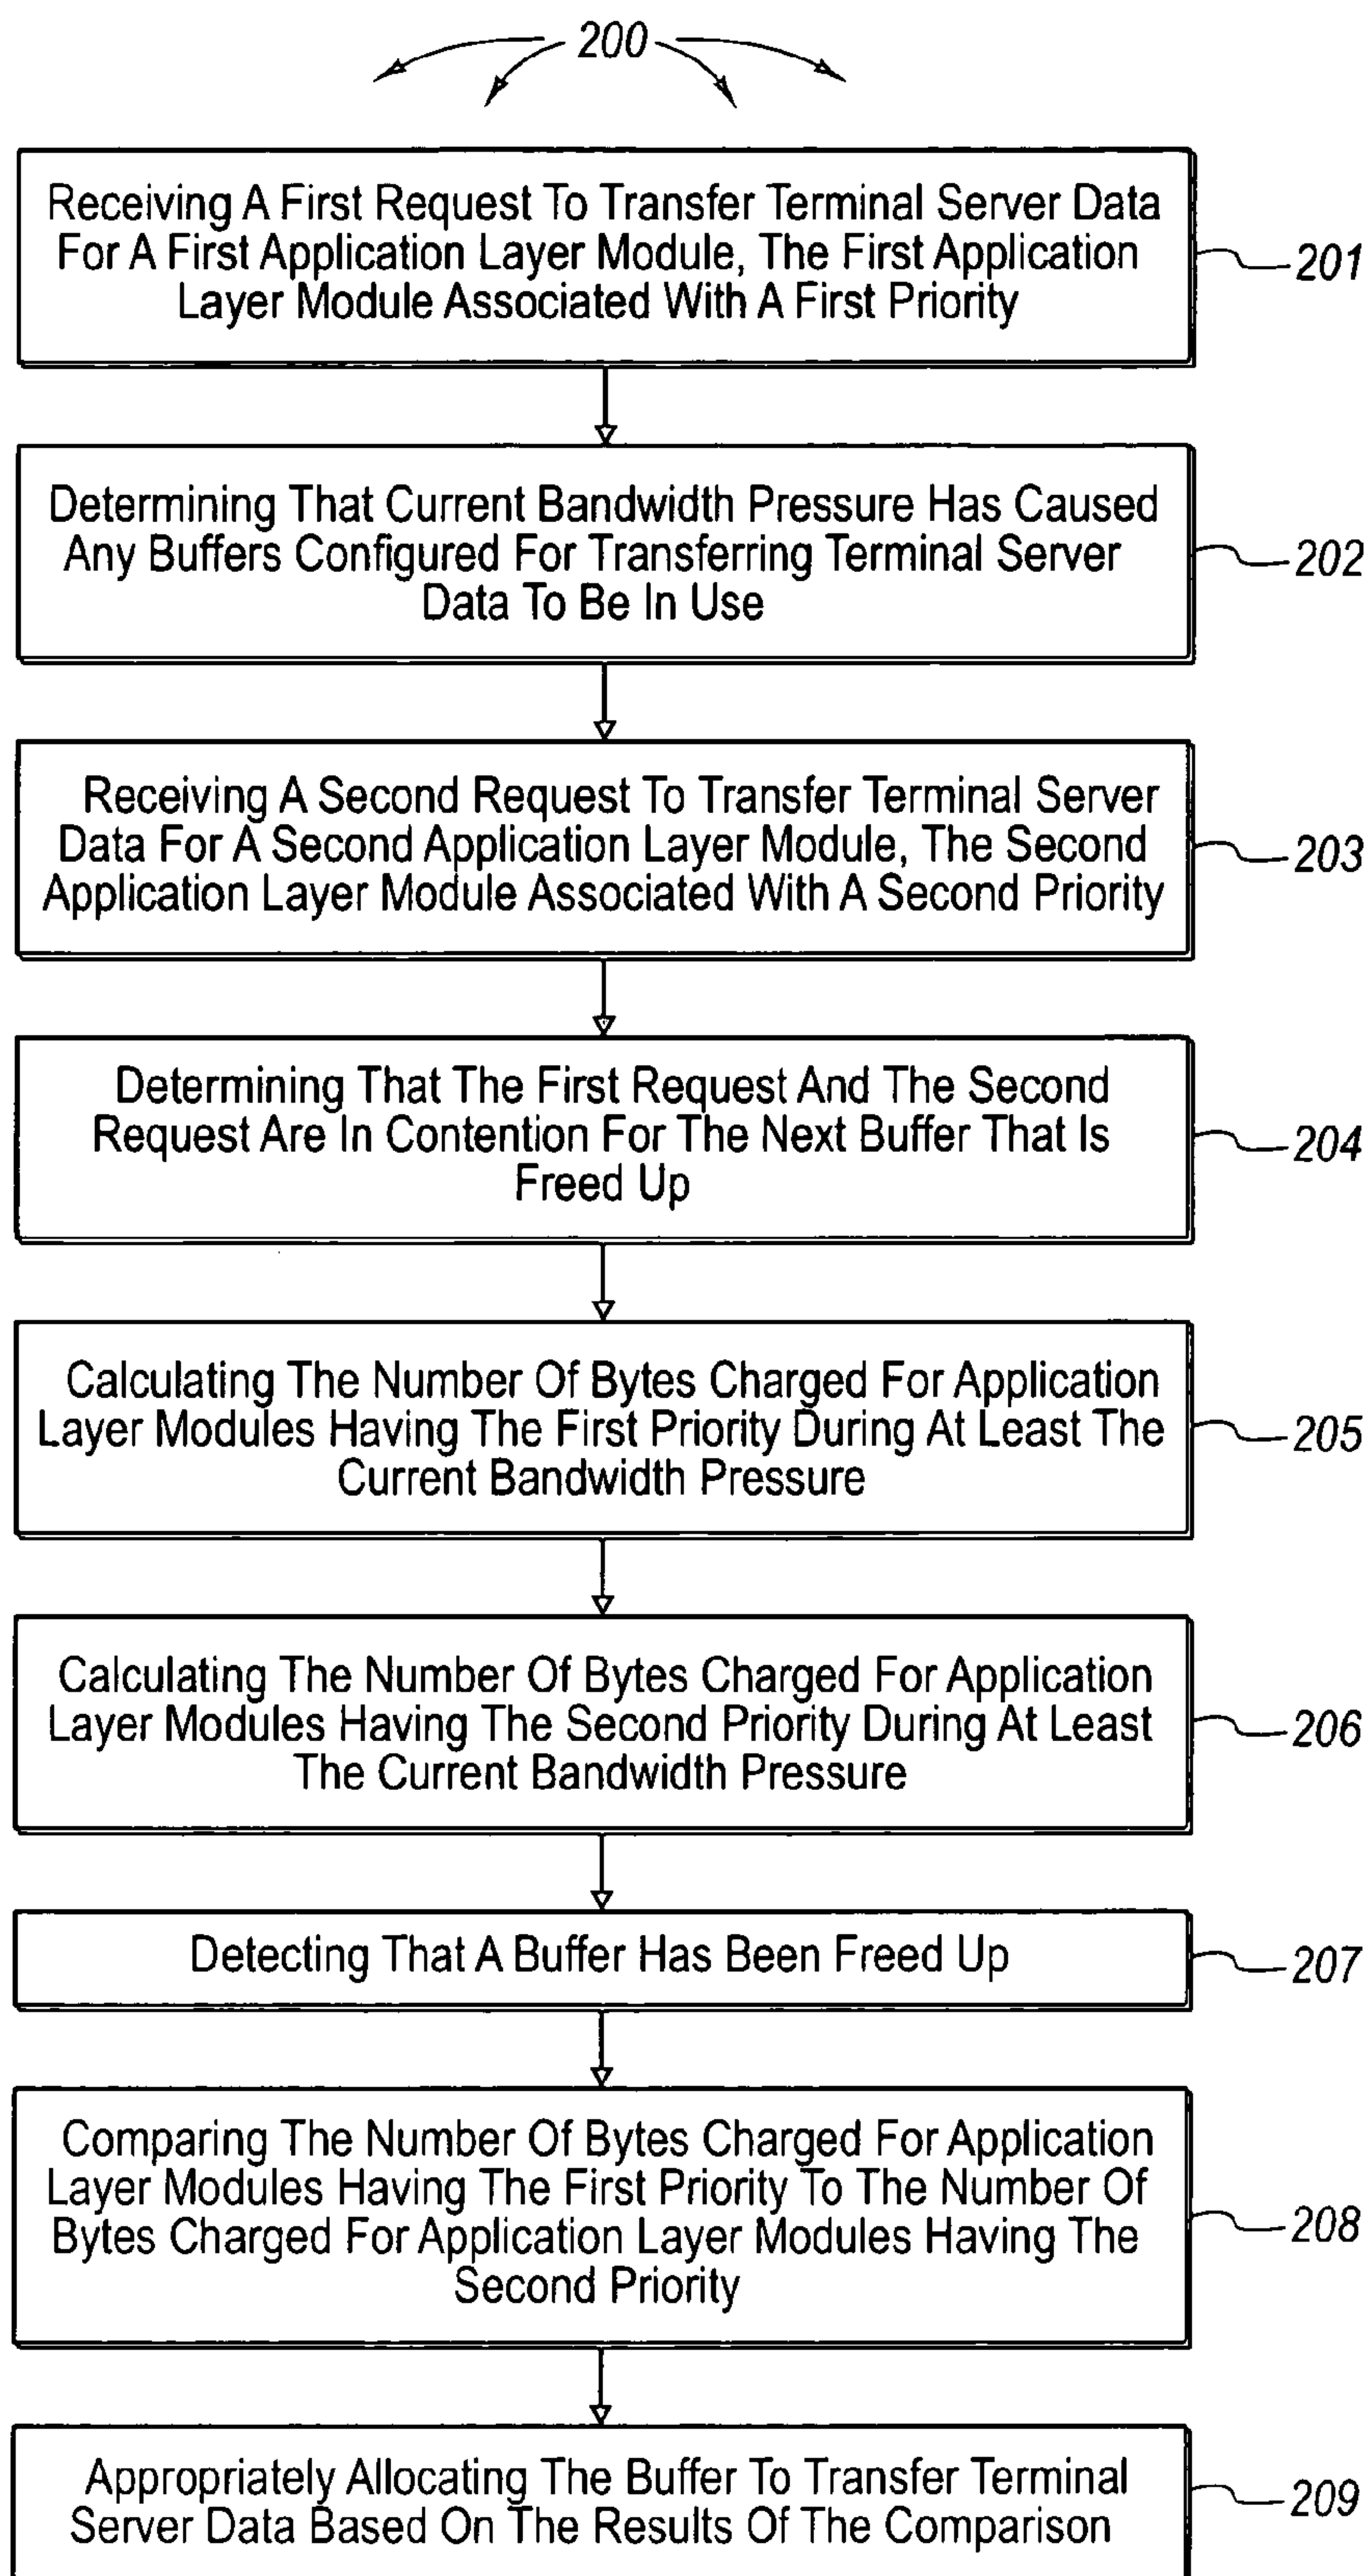 200
Receiving A First Request To Transfer Terminal Server Data
For A First Application Layer Module, The First Application
Layer Module Associated With A First Priority
201
Determining That Current Bandwidth Pressure Has Caused
Any Buffers Configured For Transferring Terminal Server
Data To Be In Use
202
Receiving A Second Request To Transfer Terminal Server
Data For A Second Application Layer Module, The Second
Application Layer Module Associated With A Second Priority
203
Determining That The First Request And The Second
Request Are In Contention For The Next Buffer That Is
Freed Up
204
Calculating The Number Of Bytes Charged For Application
Layer Modules Having The First Priority During At Least The
Current Bandwidth Pressure
205
Calculating The Number Of Bytes Charged For Application
Layer Modules Having The Second Priority During At Least
The Current Bandwidth Pressure
206
Detecting That A Buffer Has Been Freed Up
207
Comparing The Number Of Bytes Charged For Application
Layer Modules Having The First Priority To The Number Of
Bytes Charged For Application Layer Modules Having The
Second Priority
208
Appropriately Allocating The Buffer To Transfer Terminal
Server Data Based On The Results Of The Comparison
209